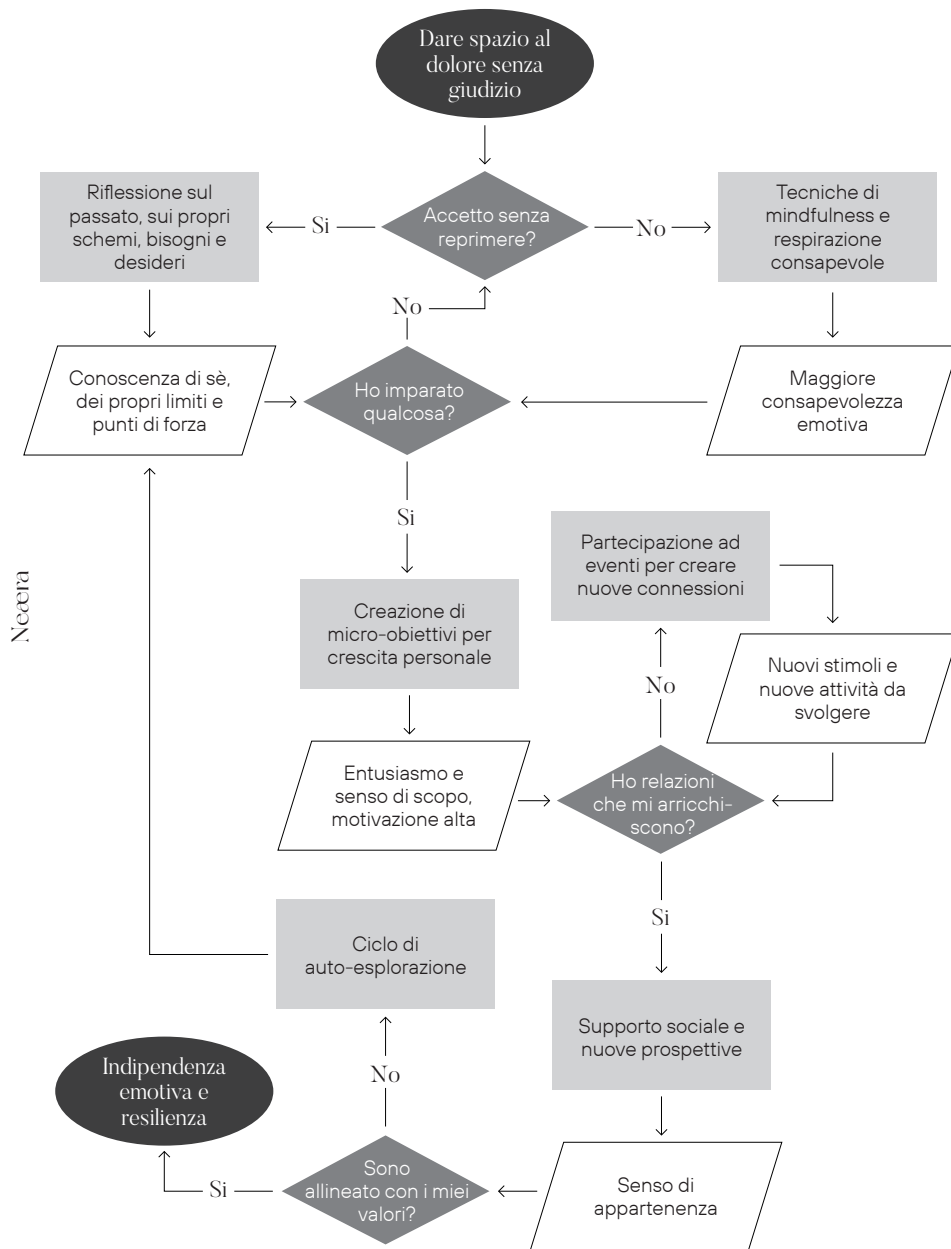 Dare spazio al
dolore senza
giudizio
Riflessione sul
passato, sui propri
schemi, bisogni e
desideri
Si
Accetto senza
reprimere?
No
Tecniche di
mindfulness e
respirazione
consapevole
No
Conoscenza di sè,
dei propri limiti e
punti di forza
Ho imparato
qualcosa?
Maggiore
consapevolezza
emotiva
Si
Partecipazione ad
eventi per creare
nuove connessioni
Neæra
Creazione di
micro-obiettivi per
crescita personale
Nuovi stimoli e
nuove attività da
svolgere
No
Entusiasmo e
senso di scopo,
motivazione alta
Ho relazioni
che mi arricchi-
scono?
Si
Ciclo di
auto-esplorazione
Supporto sociale e
nuove prospettive
Indipendenza
emotiva e
resilienza
No
Si
Sono
allineato con i miei
valori?
Senso di
appartenenza